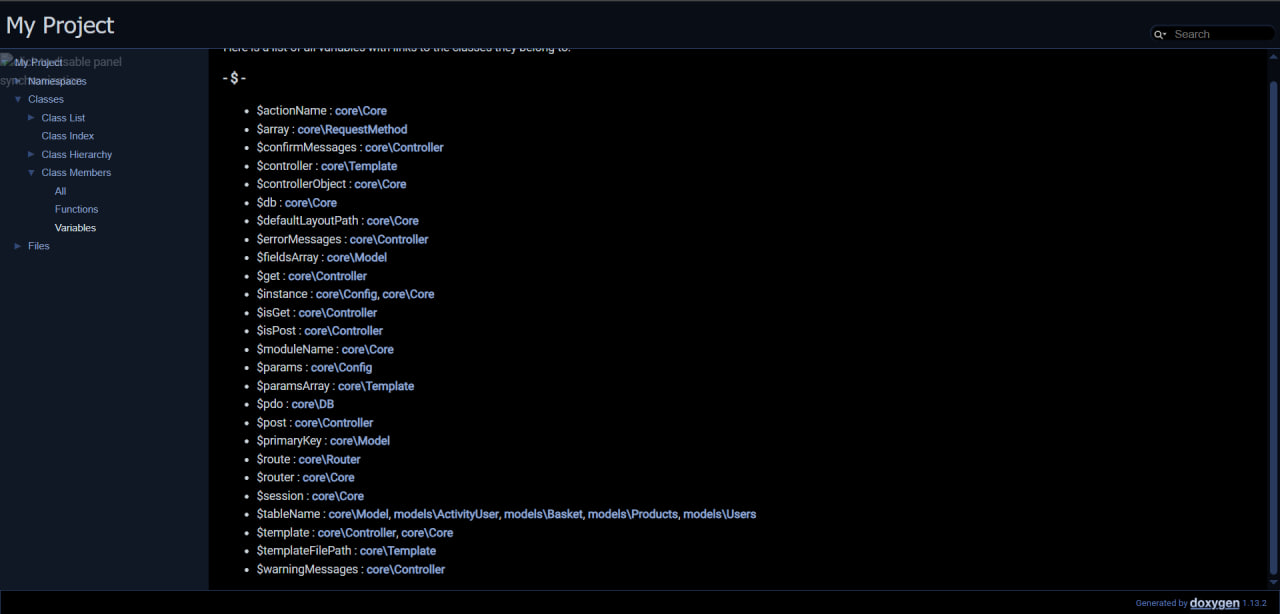 My Project
Search
My Project
disable panel
Namespaces
Classes
Class List
Class Index
Class Hierarchy
Class Members
All
Functions
Variables
Files
Here is a list of all variables with links to the classes they belong to:
- $ -
$actionName : core\Core
$array : core\RequestMethod
$confirmMessages : core\Controller
$controller : core\Template
$controllerObject : core\Core
$db : core\Core
$defaultLayoutPath : core\Core
$errorMessages : core\Controller
$fieldsArray : core\Model
$get : core\Controller
$instance : core\Config, core\Core
$isGet : core\Controller
$isPost : core\Controller
$moduleName : core\Core
$params : core\Config
$paramsArray : core\Template
$pdo : core\DB
$post : core\Controller
$primaryKey : core\Model
$route : core\Router
$router : core\Core
$session : core\Core
$tableName : core\Model, models\ActivityUser, models\Basket, models\Products, models\Users
$template : core\Controller, core\Core
$templateFilePath : core\Template
$warningMessages : core\Controller
Generated by doxygen 1.13.2